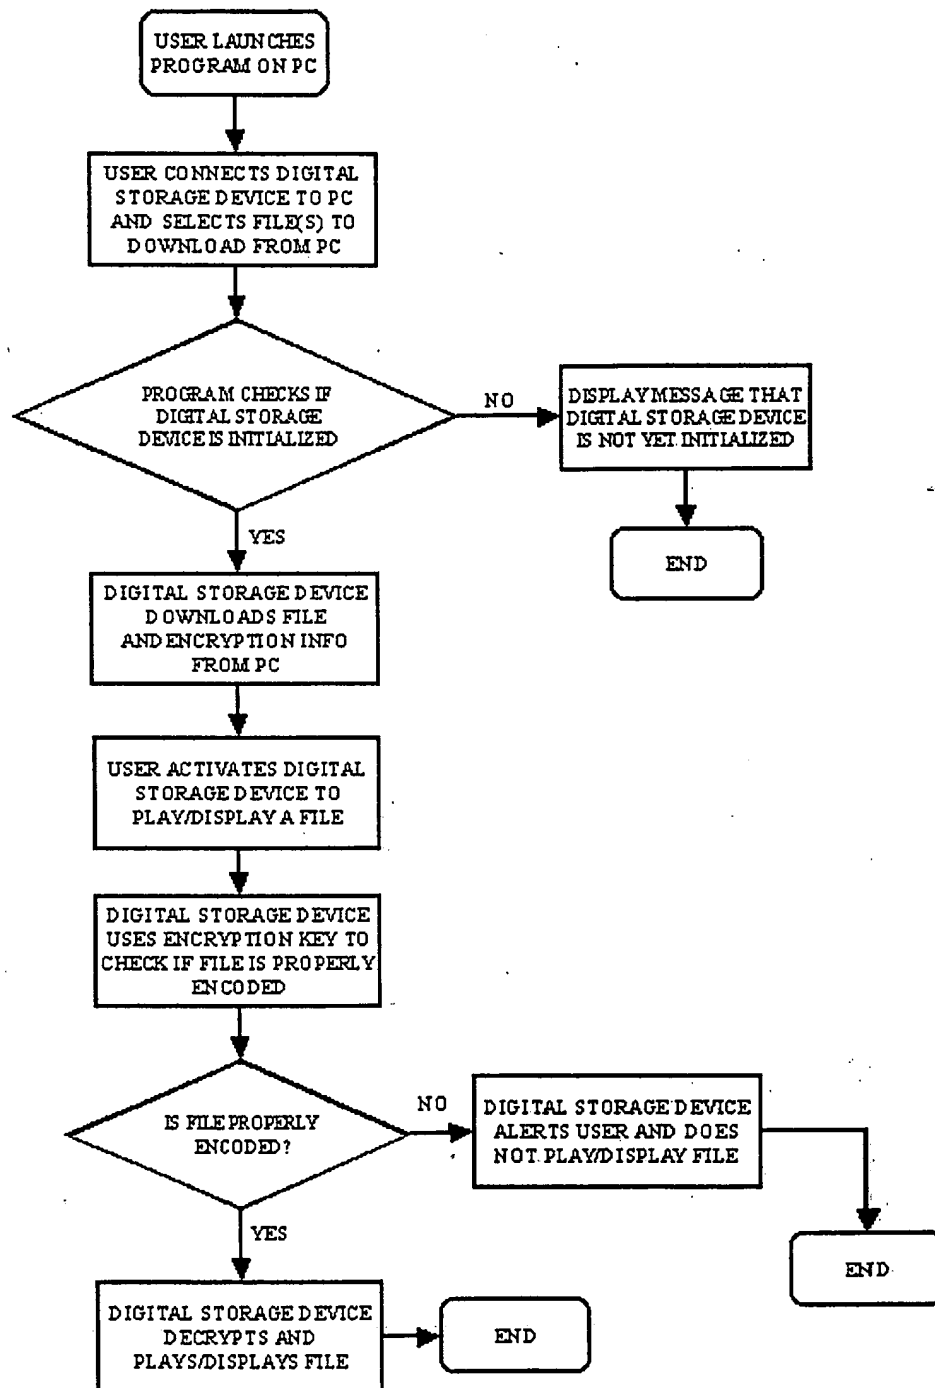 USER LAUNCHES
PROGRAM ON PC
USER CONNECTS DIGITAL
STORAGE DEVICE TO PC
AND SELECTS FILE(S) TO
DOWNLOAD FROM PC
PROGRAM CHECKS IF
DIGITAL STORAGE
DEVICE IS INITIALIZED
NO
DISPLAY MESSAGE THAT
DIGITAL STORAGE DEVICE
IS NOT YET INITIALIZED
END
YES
DIGITAL STORAGE DEVICE
DOWNLOADS FILE
AND ENCRYPTION INFO
FROM PC
USER ACTIVATES DIGITAL
STORAGE DEVICE TO
PLAY/DISPLAY A FILE
DIGITAL STORAGE DEVICE
USES ENCRYPTION KEY TO
CHECK IF FILE IS PROPERLY
ENCODED
IS FILE PROPERLY
ENCODED?
NO
DIGITAL STORAGE DEVICE
ALERTS USER AND DOES
NOT PLAY/DISPLAY FILE
END
YES
DIGITAL STORAGE DEVICE
DECRYPTS AND
PLAYS/DISPLAYS FILE
END